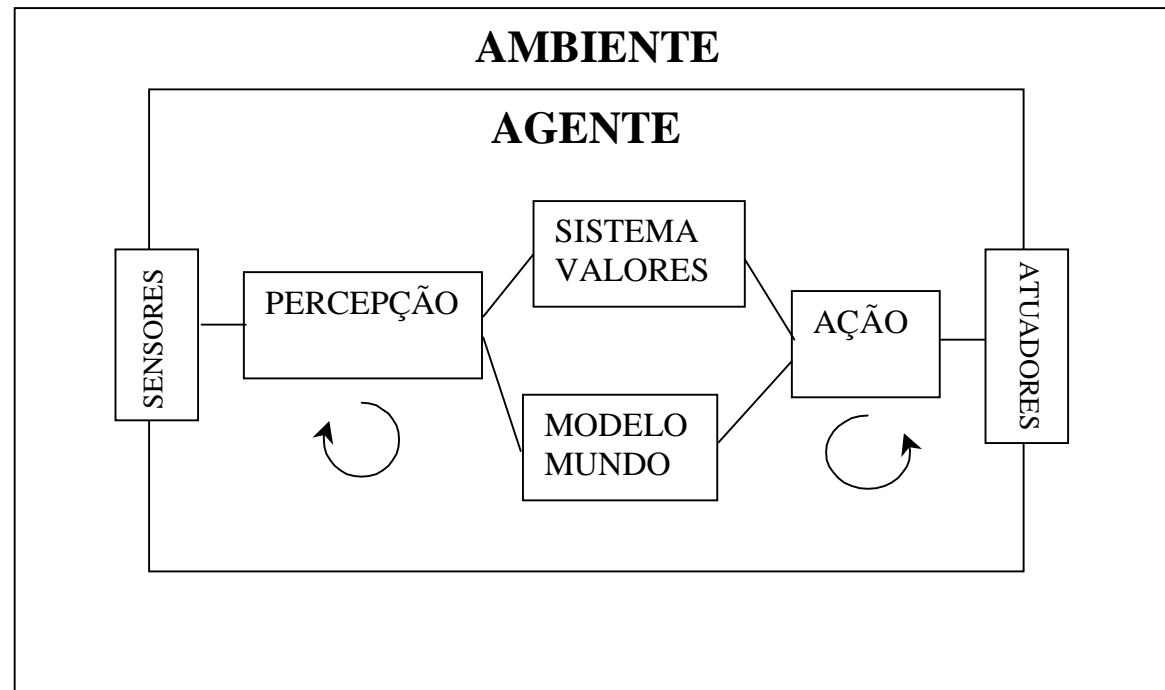 AMBIENTE
AGENTE
SENSORES
PERCEPÇÃO
SISTEMA
VALORES
MODELO
MUNDO
AÇÃO
ATUADORES